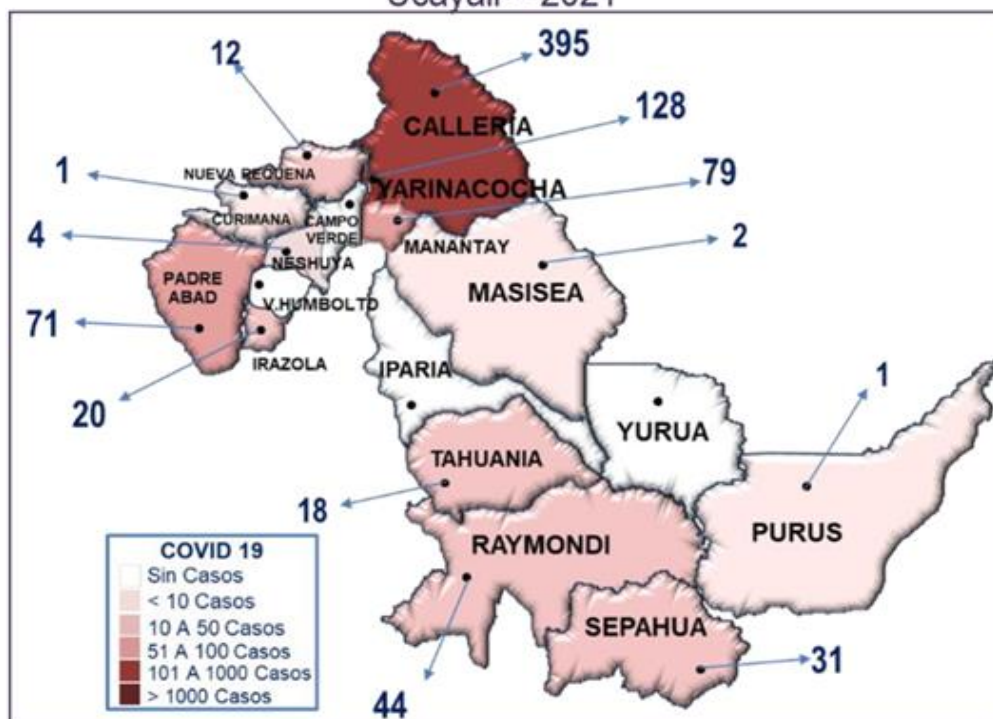 Ucayali - 2021
395
12
CALLERÍA
128
NUEVA REQUENA
YARINACOCHA
79
1
CURIMANA
CAMPO
VERDE
MANANTAY
4
NESHUYA
2
PADRE
ABAD
V.HUMBOLTD
MASISEA
71
IRAZOLA
IPARIA
20
1
YURUA
TAHUANIA
18
PURUS
RAYMONDI
SEPAHUA
31
44
COVID 19
Sin Casos
< 10 Casos
10 A 50 Casos
51 A 100 Casos
101 A 1000 Casos
> 1000 Casos